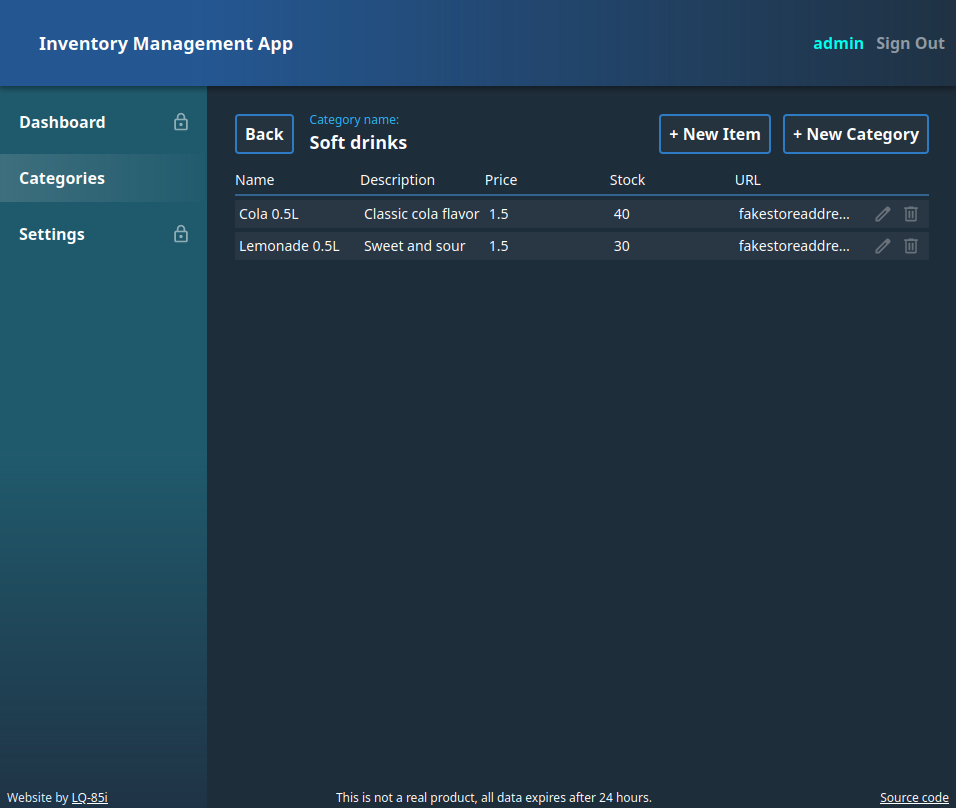 Inventory Management App
admin Sign Out
Dashboard
Categories
Settings
Back
Category name:
Soft drinks
+ New Item
+ New Category
Name Description Price Stock URL
Cola 0.5L Classic cola flavor 1.5 40 fakestoreaddre...
Lemonade 0.5L Sweet and sour 1.5 30 fakestoreaddre...
Website by LQ-85i
This is not a real product, all data expires after 24 hours.
Source code